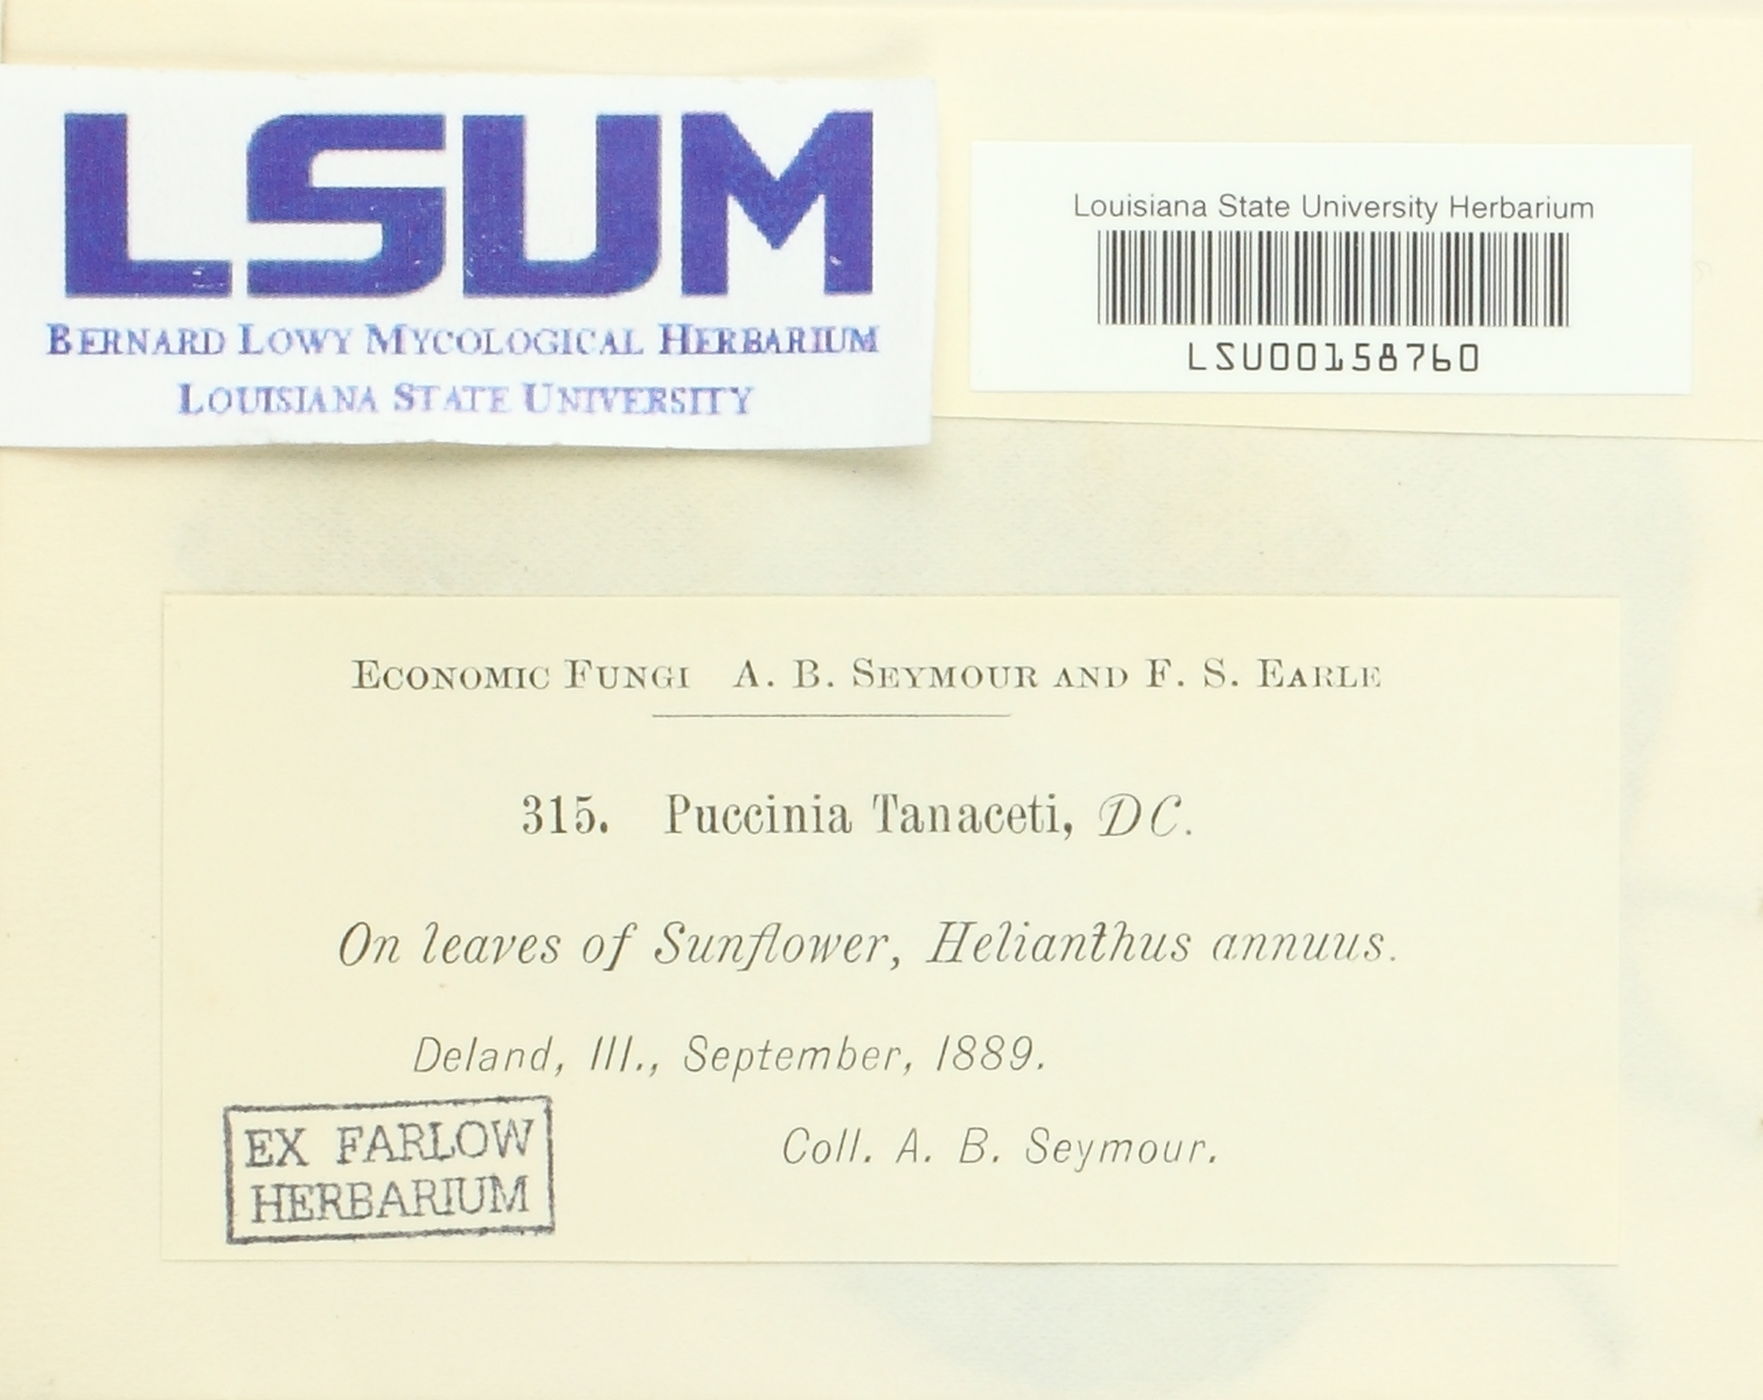 LSUM
BERNARD LOWY MYCOLOGICAL HERBARIUM
LOUISIANA STATE UNIVERSITY
Louisiana State University Herbarium
LSU00158760
ECONOMIC FUNGI A. B. SEYMOUR AND F. S. EARLE
315. Puccinia Tanaceti, DC.
On leaves of Sunflower, Helianthus annuus.
Deland, Ill., September, 1889.
Coll. A. B. Seymour.
EX FARLOW
HERBARIUM